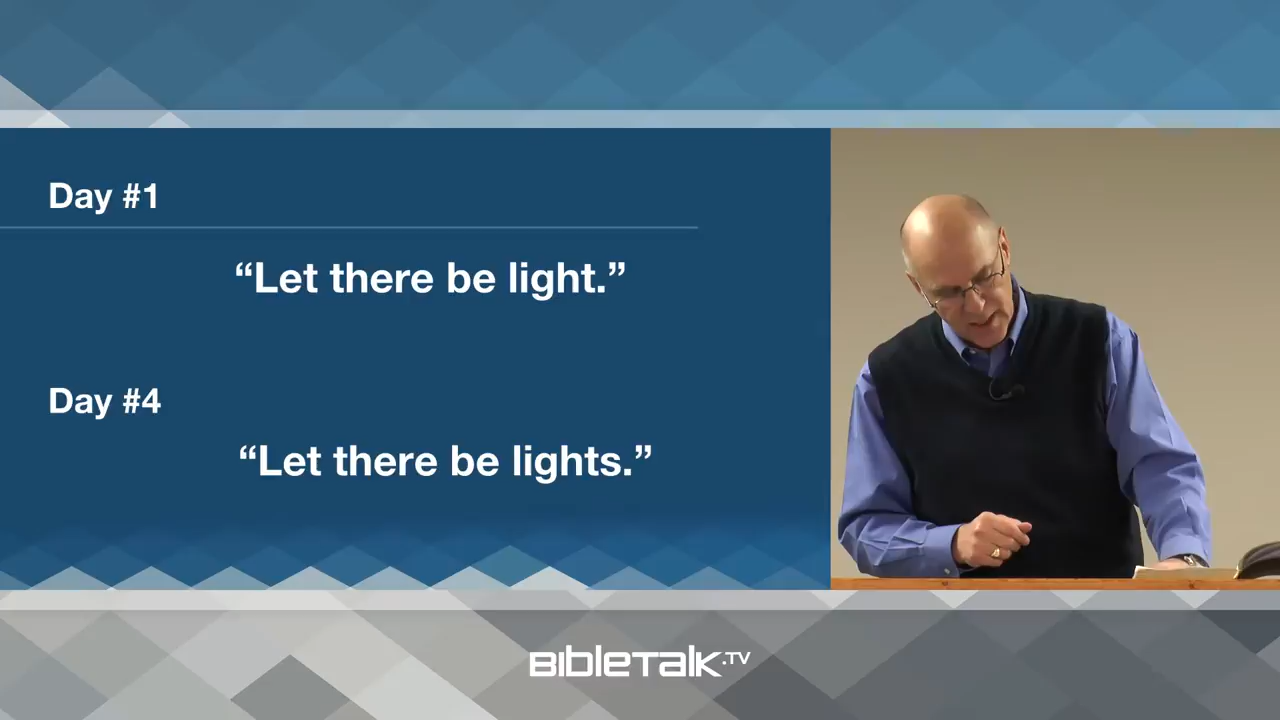 Day #1
“Let there be light.”
Day #4
“Let there be lights.”
BIBLETALK.TV